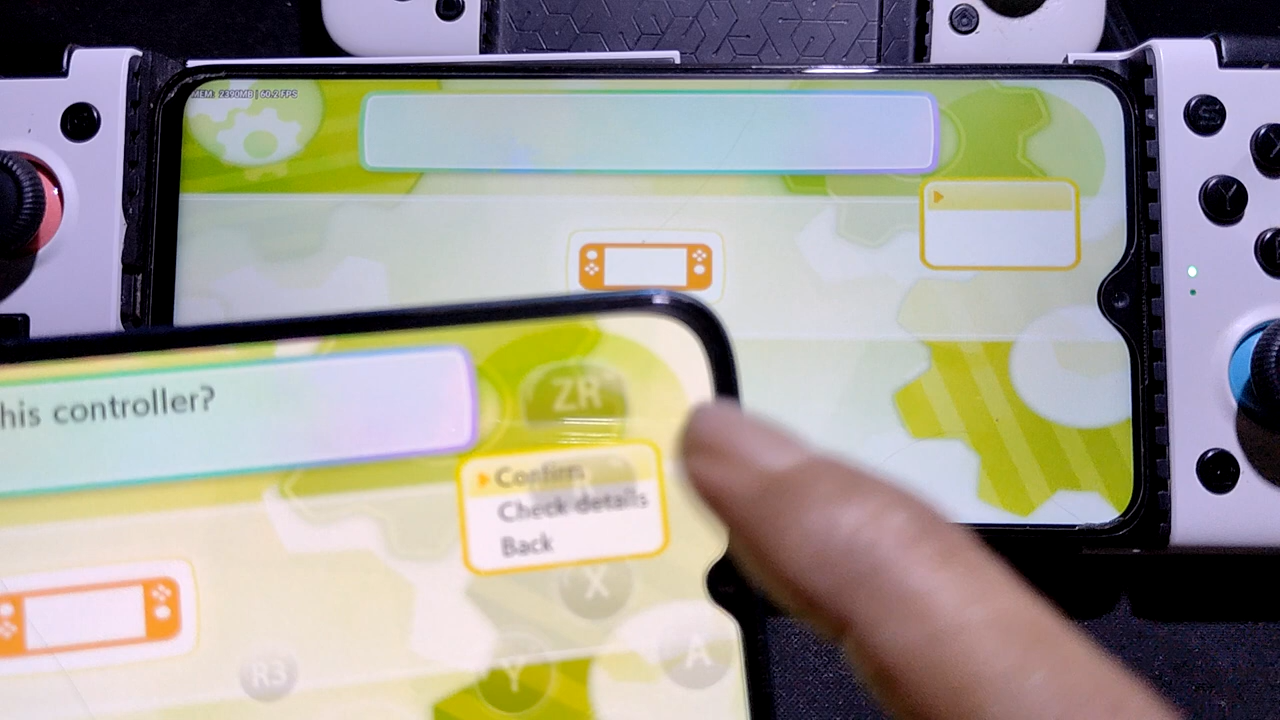 MEM: 2390MB | 60.2 FPS
S
Y
his controller?
ZR
Confirm
Check details
Back
X
R3
Y
A